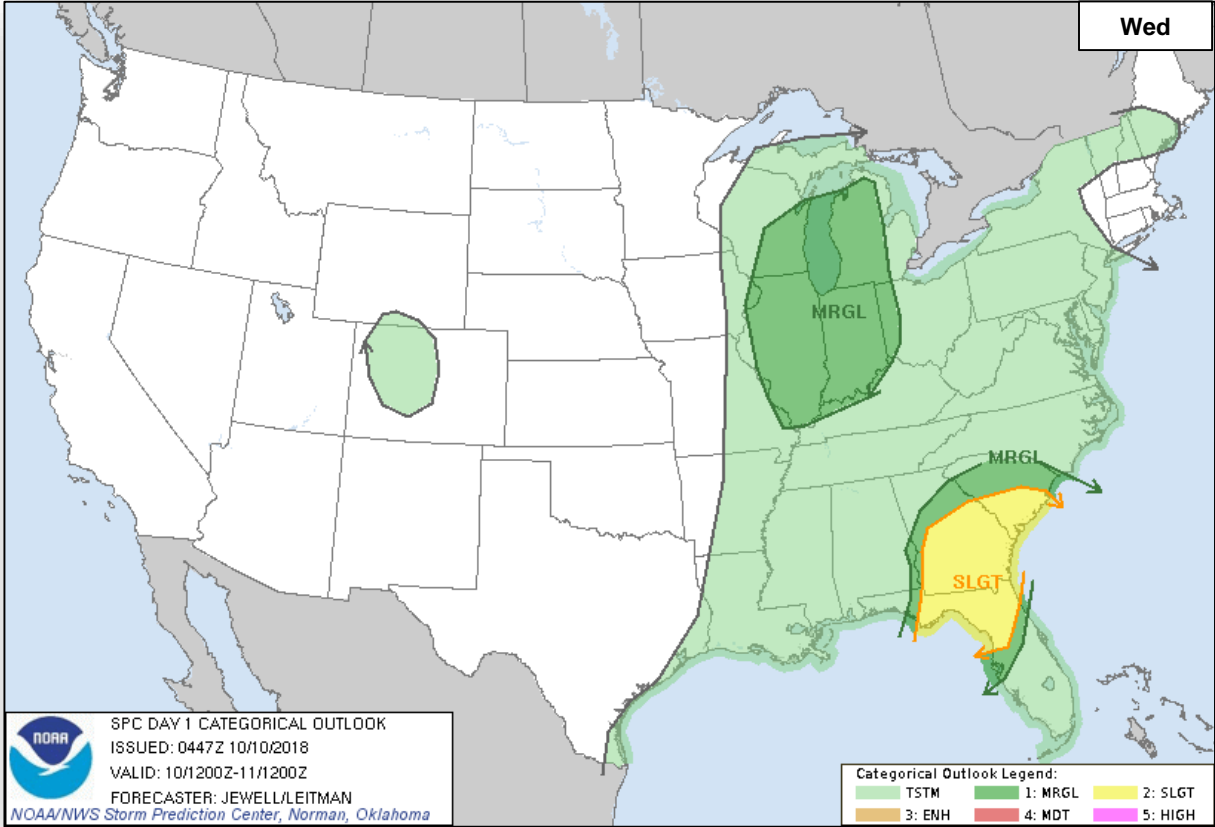 Wed
MRGL
MRGL
SLGT
NOAA
SPC DAY 1 CATEGORICAL OUTLOOK
ISSUED: 0447Z 10/10/2018
VALID: 10/1200Z-11/1200Z
FORECASTER: JEWELL/LEITMAN
NOAA/NWS Storm Prediction Center, Norman, Oklahoma
Categorical Outlook Legend:
TSTM 1: MRGL 2: SLGT
3: ENH 4: MDT 5: HIGH